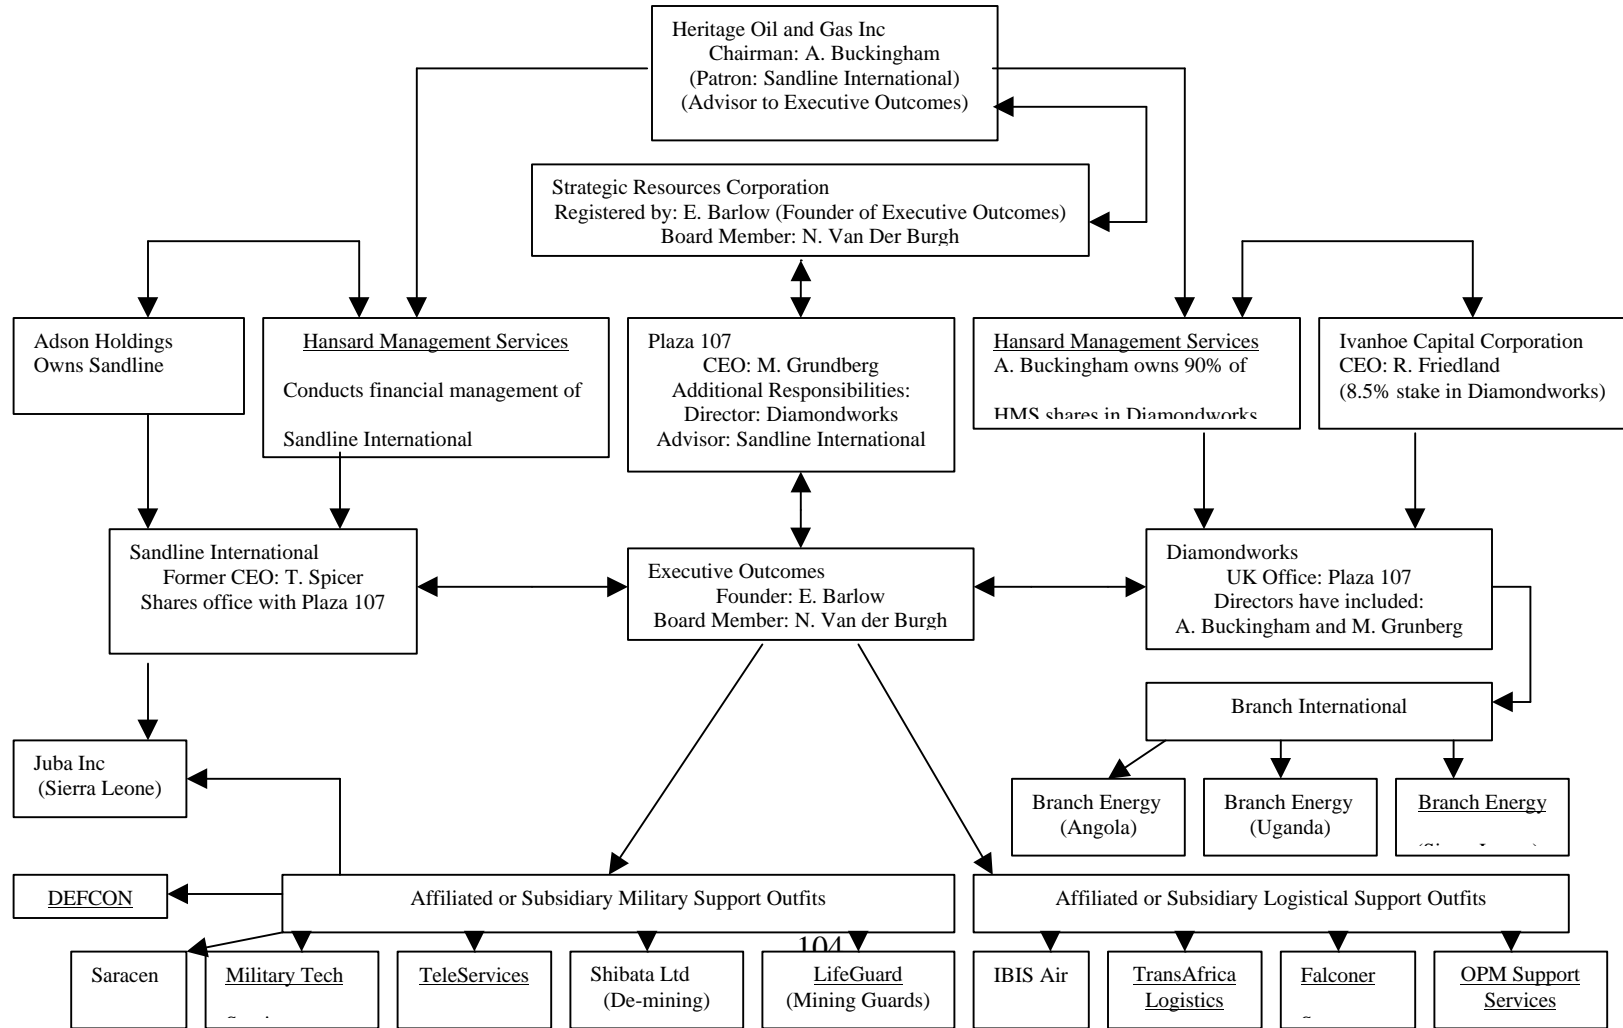 Heritage Oil and Gas Inc
Chairman: A. Buckingham
(Patron: Sandline International)
(Advisor to Executive Outcomes)
Strategic Resources Corporation
Registered by: E. Barlow (Founder of Executive Outcomes)
Board Member: N. Van Der Burgh
Adson Holdings
Owns Sandline
Hansard Management Services
Conducts financial management of
Sandline International
Plaza 107
CEO: M. Grundberg
Additional Responsibilities:
Director: Diamondworks
Advisor: Sandline International
Hansard Management Services
A. Buckingham owns 90% of
HMS shares in Diamondworks
Ivanhoe Capital Corporation
CEO: R. Friedland
(8.5% stake in Diamondworks)
Sandline International
Former CEO: T. Spicer
Shares office with Plaza 107
Executive Outcomes
Founder: E. Barlow
Board Member: N. Van der Burgh
Diamondworks
UK Office: Plaza 107
Directors have included:
A. Buckingham and M. Grunberg
Branch International
Juba Inc
(Sierra Leone)
Branch Energy
(Angola)
Branch Energy
(Uganda)
Branch Energy
DEFCON
Affiliated or Subsidiary Military Support Outfits
Affiliated or Subsidiary Logistical Support Outfits
104
Saracen
Military Tech
TeleServices
Shibata Ltd
(De-mining)
LifeGuard
(Mining Guards)
IBIS Air
TransAfrica
Logistics
Falconer
OPM Support
Services